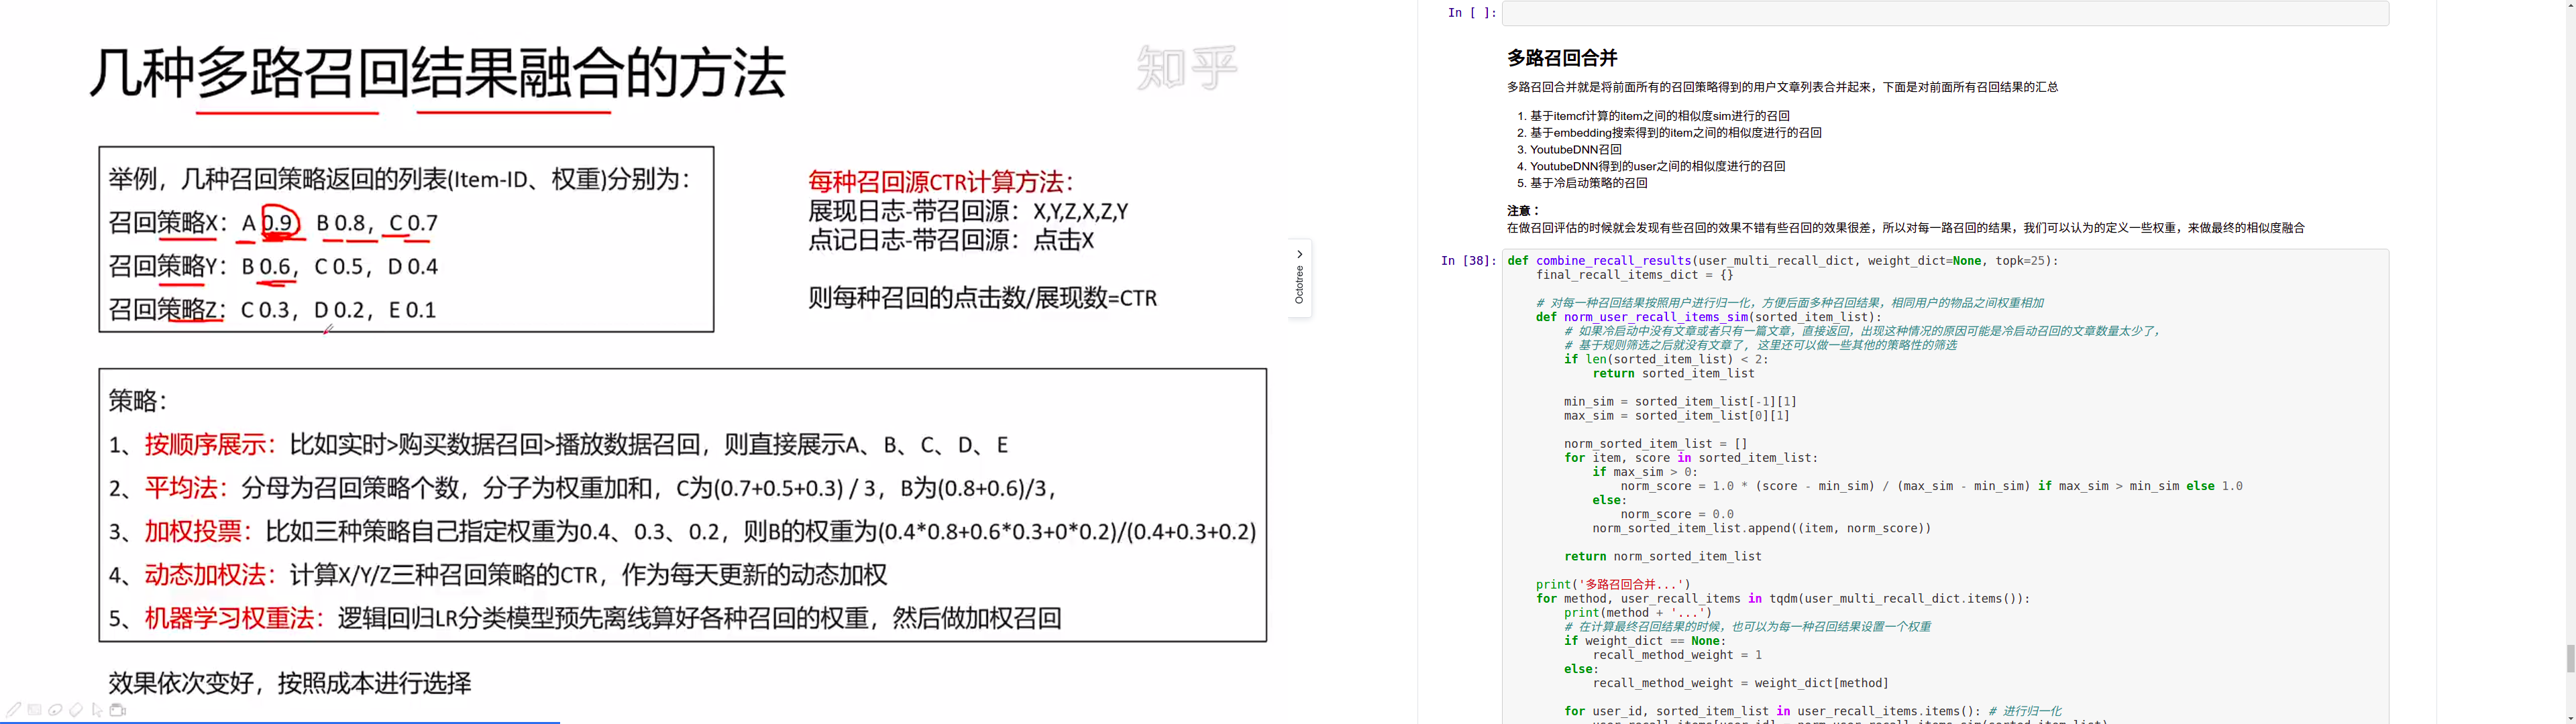 几种多路召回结果融合的方法
知乎
举例，几种召回策略返回的列表(Item-ID、权重)分别为：
召回策略X： A 0.9， B 0.8， C 0.7
召回策略Y： B 0.6， C 0.5， D 0.4
召回策略Z： C 0.3， D 0.2， E 0.1
每种召回源CTR计算方法：
展现日志-带召回源：X,Y,Z,X,Z,Y
点记日志-带召回源：点击X
则每种召回的点击数/展现数=CTR
策略：
1、按顺序展示：比如实时>购买数据召回>播放数据召回，则直接展示A、B、C、D、E
2、平均法：分母为召回策略个数，分子为权重加和，C为(0.7+0.5+0.3) / 3，B为(0.8+0.6)/3，
3、加权投票：比如三种策略自己指定权重为0.4、0.3、0.2，则B的权重为(0.4*0.8+0.6*0.3+0*0.2)/(0.4+0.3+0.2)
4、动态加权法：计算X/Y/Z三种召回策略的CTR，作为每天更新的动态加权
5、机器学习权重法：逻辑回归LR分类模型预先离线算好各种召回的权重，然后做加权召回
效果依次变好，按照成本进行选择
Octotree
In [ ]:
多路召回合并
多路召回合并就是将前面所有的召回策略得到的用户文章列表合并起来，下面是对前面所有召回结果的汇总
1. 基于itemcf计算的item之间的相似度sim进行的召回
2. 基于embedding搜索得到的item之间的相似度进行的召回
3. YoutubeDNN召回
4. YoutubeDNN得到的user之间的相似度进行的召回
5. 基于冷启动策略的召回
注意：
在做召回评估的时候就会发现有些召回的效果不错有些召回的效果很差，所以对每一路召回的结果，我们可以认为的定义一些权重，来做最终的相似度融合
In [38]: def combine_recall_results(user_multi_recall_dict, weight_dict=None, topk=25):
    final_recall_items_dict = {}
    # 对每一种召回结果按照用户进行归一化，方便后面多种召回结果，相同用户的物品之间权重相加
    def norm_user_recall_items_sim(sorted_item_list):
        # 如果冷启动中没有文章或者只有一篇文章，直接返回，出现这种情况的原因可能是冷启动召回的文章数量太少了，
        # 基于规则筛选之后就没有文章了, 这里还可以做一些其他的策略性的筛选
        if len(sorted_item_list) < 2:
            return sorted_item_list
        min_sim = sorted_item_list[-1][1]
        max_sim = sorted_item_list[0][1]
        norm_sorted_item_list = []
        for item, score in sorted_item_list:
            if max_sim > 0:
                norm_score = 1.0 * (score - min_sim) / (max_sim - min_sim) if max_sim > min_sim else 1.0
            else:
                norm_score = 0.0
            norm_sorted_item_list.append((item, norm_score))
        return norm_sorted_item_list
    print('多路召回合并...')
    for method, user_recall_items in tqdm(user_multi_recall_dict.items()):
        print(method + '...')
        # 在计算最终召回结果的时候，也可以为每一种召回结果设置一个权重
        if weight_dict == None:
            recall_method_weight = 1
        else:
            recall_method_weight = weight_dict[method]
        for user_id, sorted_item_list in user_recall_items.items(): # 进行归一化